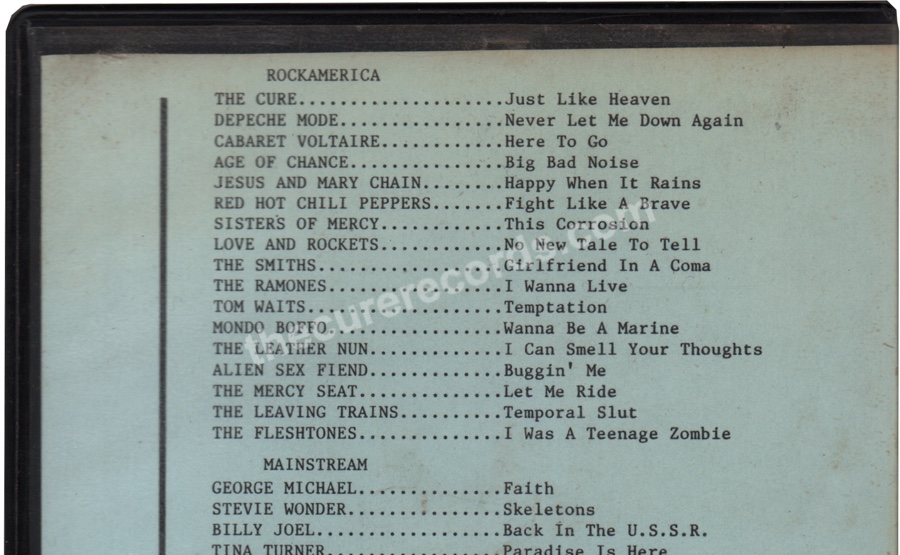 ROCKAMERICA
THE CURE....................Just Like Heaven
DEPECHE MODE................Never Let Me Down Again
CABARET VOLTAIRE............Here To Go
AGE OF CHANCE...............Big Bad Noise
JESUS AND MARY CHAIN........Happy When It Rains
RED HOT CHILI PEPPERS.......Fight Like A Brave
SISTERS OF MERCY............This Corrosion
LOVE AND ROCKETS............No New Tale To Tell
THE SMITHS..................Girlfriend In A Coma
THE RAMONES.................I Wanna Live
TOM WAITS...................Temptation
MONDO BOFFO.................Wanna Be A Marine
THE LEATHER NUN.............I Can Smell Your Thoughts
ALIEN SEX FIEND.............Buggin' Me
THE MERCY SEAT..............Let Me Ride
THE LEAVING TRAINS..........Temporal Slut
THE FLESHTONES..............I Was A Teenage Zombie
MAINSTREAM
GEORGE MICHAEL..............Faith
STEVIE WONDER...............Skeletons
BILLY JOEL..................Back In The U.S.S.R.
TINA TURNER.................Paradise Is Here
thecurerecords.com